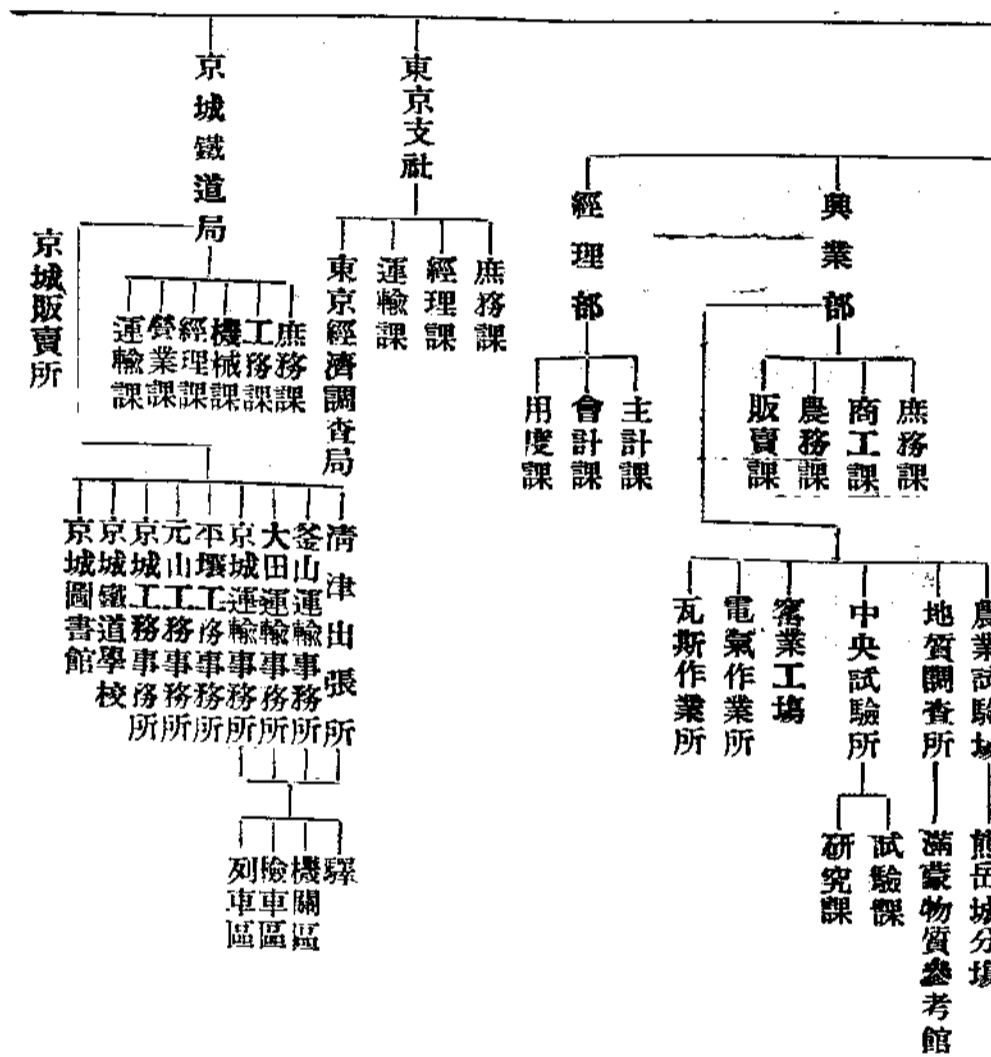 興業部
庶務課
商工課
農務課
販賣課
農業試驗場
熊岳城分場
地質調查所
滿蒙物質參考館
中央試驗所
試驗課
研究課
窯業工場
電氣作業所
瓦斯作業所
經理部
主計課
會計課
用度課
東京支社
庶務課
經理課
運輸課
東京經濟調查局
京城鐵道局
庶務課
工務課
機械課
經理課
營業課
運輸課
淸津出張所
釜山運輸事務所
大田運輸事務所
京城運輸事務所
平壤工務事務所
元山工務事務所
京城工務事務所
京城鐵道學校
京城圖書館
驛
機關區
檢車區
列車區
京城販賣所